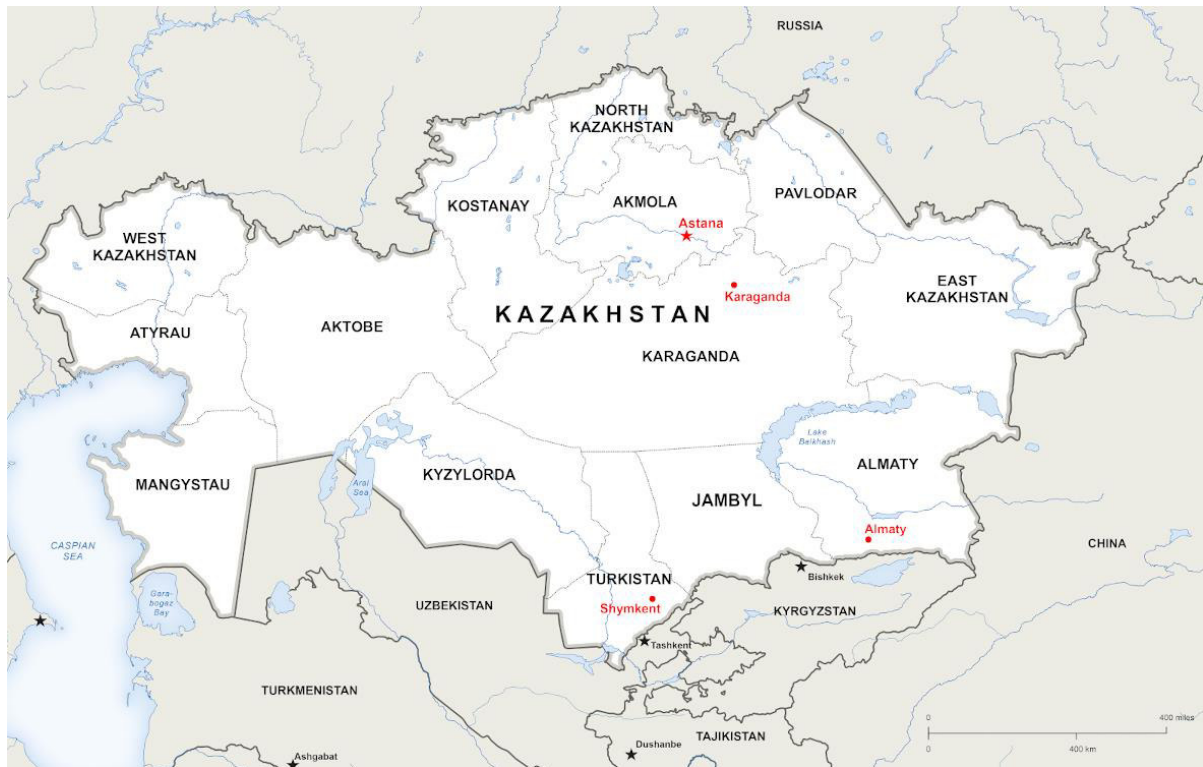 RUSSIA
NORTH
KAZAKHSTAN
PAVLODAR
KOSTANAY
AKMOLA
Astana
WEST
KAZAKHSTAN
EAST
KAZAKHSTAN
Karaganda
KAZAKHSTAN
ATYRAU
AKTOBE
KARAGANDA
Lake
Balkhash
ALMATY
MANGYSTAU
KYZYLORDA
Aral
Sea
JAMBYL
Almaty
CASPIAN
SEA
CHINA
TURKISTAN
Bishkek
Gara-
bogaz
Bay
UZBEKISTAN
Shymkent
KYRGYZSTAN
Tashkent
TURKMENISTAN
0
400 miles
TAJIKISTAN
0
400 km
Dushanbe
Ashgabat